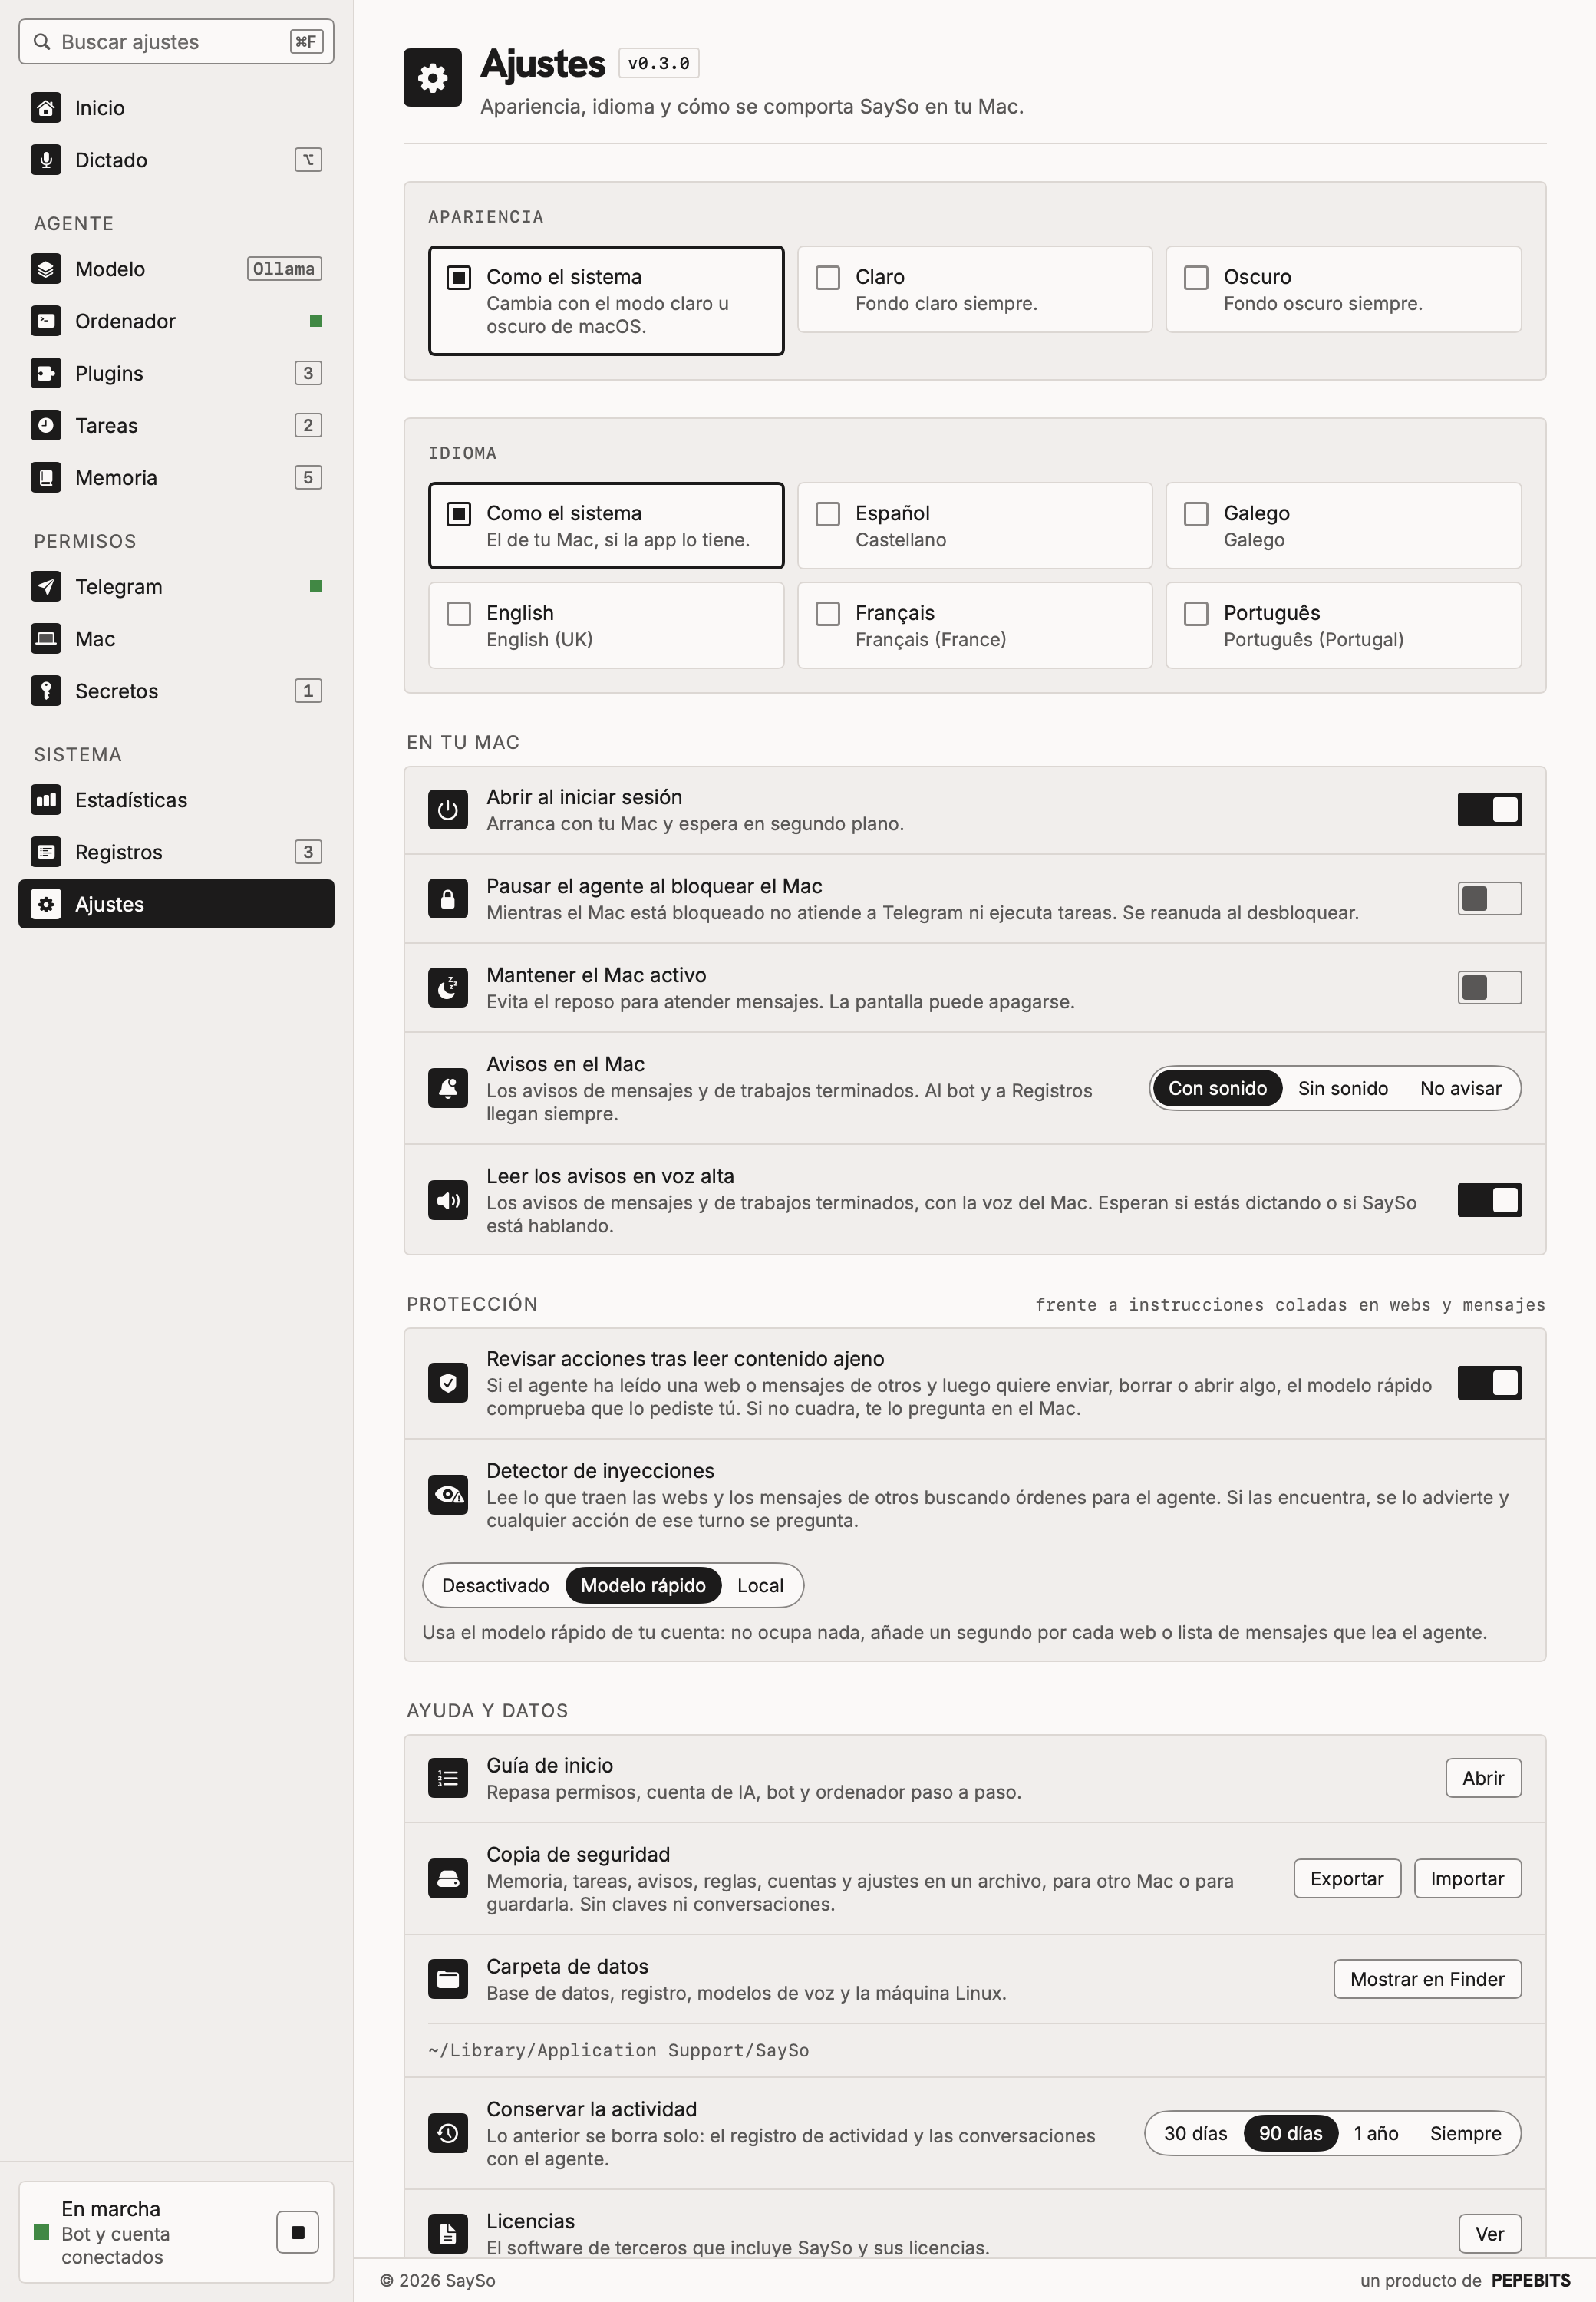 Buscar ajustes ⌘F
Inicio
Dictado ⌥
AGENTE
Modelo Ollama
Ordenador
Plugins 3
Tareas 2
Memoria 5
PERMISOS
Telegram
Mac
Secretos 1
SISTEMA
Estadísticas
Registros 3
Ajustes
En marcha
Bot y cuenta
conectados
Ajustes v0.3.0
Apariencia, idioma y cómo se comporta SaySo en tu Mac.
APARIENCIA
Como el sistema
Cambia con el modo claro u
oscuro de macOS.
Claro
Fondo claro siempre.
Oscuro
Fondo oscuro siempre.
IDIOMA
Como el sistema
El de tu Mac, si la app lo tiene.
Español
Castellano
Galego
Galego
English
English (UK)
Français
Français (France)
Português
Português (Portugal)
EN TU MAC
Abrir al iniciar sesión
Arranca con tu Mac y espera en segundo plano.
Pausar el agente al bloquear el Mac
Mientras el Mac está bloqueado no atiende a Telegram ni ejecuta tareas. Se reanuda al desbloquear.
Mantener el Mac activo
Evita el reposo para atender mensajes. La pantalla puede apagarse.
Avisos en el Mac
Los avisos de mensajes y de trabajos terminados. Al bot y a Registros
llegan siempre.
Con sonido Sin sonido No avisar
Leer los avisos en voz alta
Los avisos de mensajes y de trabajos terminados, con la voz del Mac. Esperan si estás dictando o si SaySo
está hablando.
PROTECCIÓN frente a instrucciones coladas en webs y mensajes
Revisar acciones tras leer contenido ajeno
Si el agente ha leído una web o mensajes de otros y luego quiere enviar, borrar o abrir algo, el modelo rápido
comprueba que lo pediste tú. Si no cuadra, te lo pregunta en el Mac.
Detector de inyecciones
Lee lo que traen las webs y los mensajes de otros buscando órdenes para el agente. Si las encuentra, se lo advierte y
cualquier acción de ese turno se pregunta.
Desactivado Modelo rápido Local
Usa el modelo rápido de tu cuenta: no ocupa nada, añade un segundo por cada web o lista de mensajes que lea el agente.
AYUDA Y DATOS
Guía de inicio
Repasa permisos, cuenta de IA, bot y ordenador paso a paso.
Abrir
Copia de seguridad
Memoria, tareas, avisos, reglas, cuentas y ajustes en un archivo, para otro Mac o para
guardarla. Sin claves ni conversaciones.
Exportar Importar
Carpeta de datos
Base de datos, registro, modelos de voz y la máquina Linux.
Mostrar en Finder
~/Library/Application Support/SaySo
Conservar la actividad
Lo anterior se borra solo: el registro de actividad y las conversaciones
con el agente.
30 días 90 días 1 año Siempre
Licencias
El software de terceros que incluye SaySo y sus licencias.
Ver
© 2026 SaySo un producto de PEPEBITS